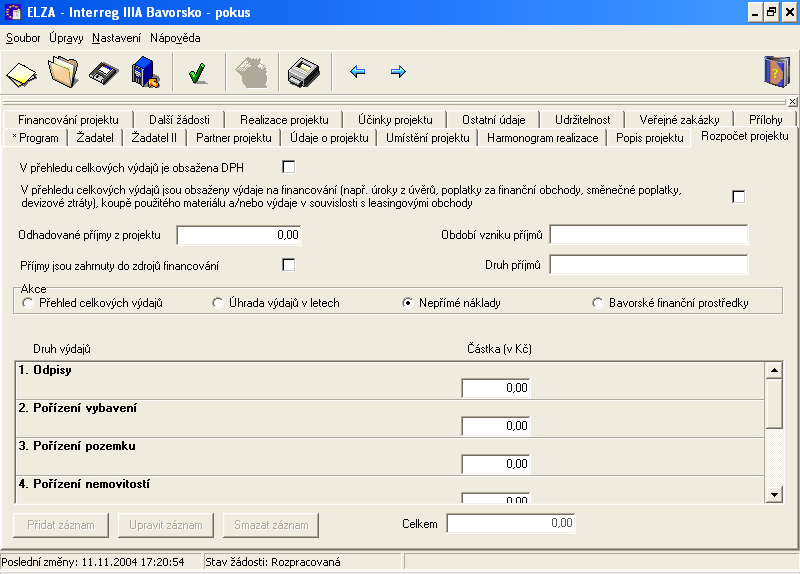 ELZA - Interreg IIIA Bavorsko - pokus
Soubor Úpravy Nastavení Nápověda
Financování projektu Další žádosti Realizace projektu Účinky projektu Ostatní údaje Udržitelnost Veřejné zakázky Přílohy
* Program Žadatel Žadatel II Partner projektu Údaje o projektu Umístění projektu Harmonogram realizace Popis projektu Rozpočet projektu
V přehledu celkových výdajů je obsažena DPH
V přehledu celkových výdajů jsou obsaženy výdaje na financování (např. úroky z úvěrů, poplatky za finanční obchody, směnečné poplatky,
devizové ztráty), koupě použitého materiálu a/nebo výdaje v souvislosti s leasingovými obchody
Odhadované příjmy z projektu 0,00 Období vzniku příjmů
Příjmy jsou zahrnuty do zdrojů financování Druh příjmů
Akce
Přehled celkových výdajů Úhrada výdajů v letech Nepřímé náklady Bavorské finanční prostředky
Druh výdajů Částka (v Kč)
1. Odpisy
0,00
2. Pořízení vybavení
0,00
3. Pořízení pozemku
0,00
4. Pořízení nemovitostí
0,00
Přidat záznam Upravit záznam Smazat záznam Celkem 0,00
Poslední změny: 11.11.2004 17:20:54 Stav žádosti: Rozpracovaná